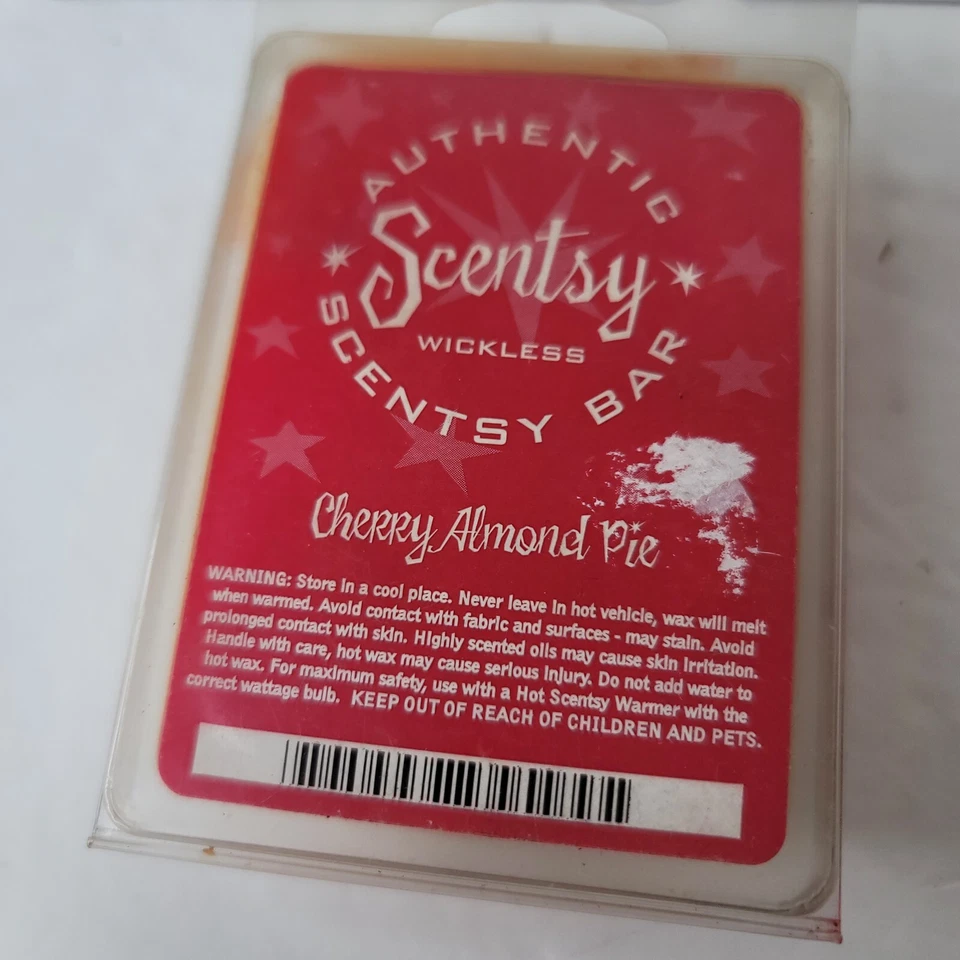 AUTHENTIC
Scentsy
WICKLESS
SCENTSY BAR
Cherry Almond Pie
WARNING: Store in a cool place. Never leave in hot vehicle, wax will melt
when warmed. Avoid contact with fabric and surfaces - may stain. Avoid
prolonged contact with skin. Highly scented oils may cause skin irritation.
Handle with care, hot wax may cause serious injury. Do not add water to
hot wax. For maximum safety, use with a Hot Scentsy Warmer with the
correct wattage bulb. KEEP OUT OF REACH OF CHILDREN AND PETS.